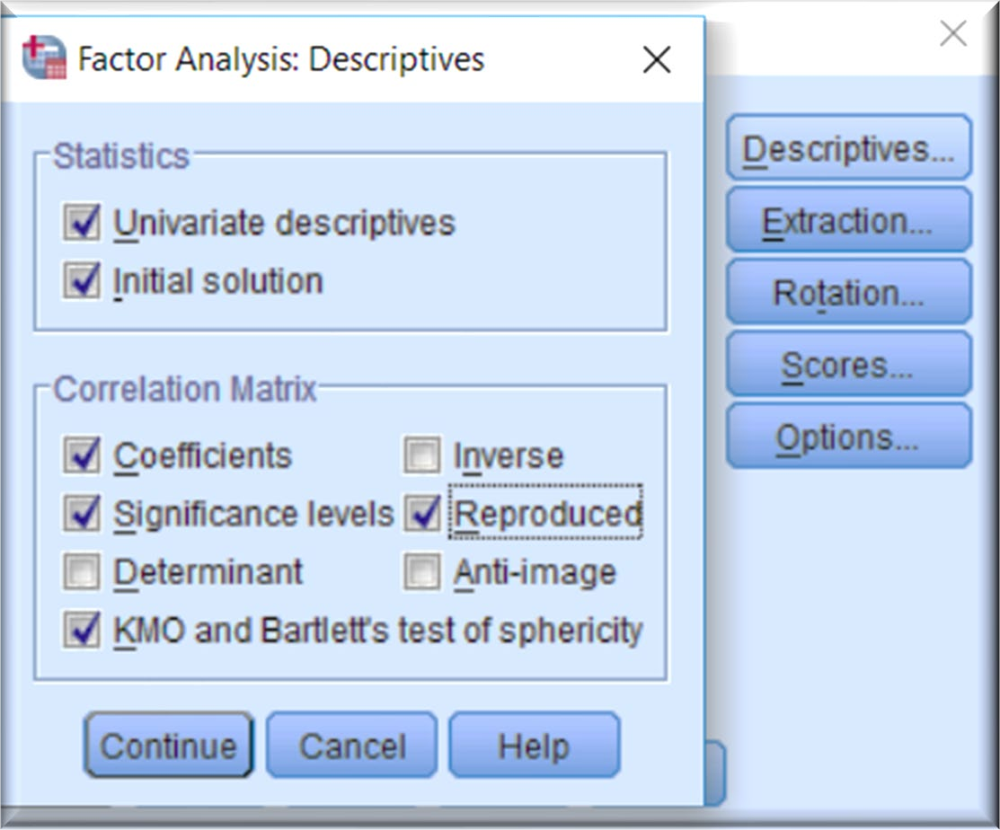 Factor Analysis: Descriptives
Statistics
Univariate descriptives
Initial solution
Correlation Matrix
Coefficients
Inverse
Significance levels
Reproduced
Determinant
Anti-image
KMO and Bartlett's test of sphericity
Continue
Cancel
Help
Descriptives...
Extraction...
Rotation...
Scores...
Options...